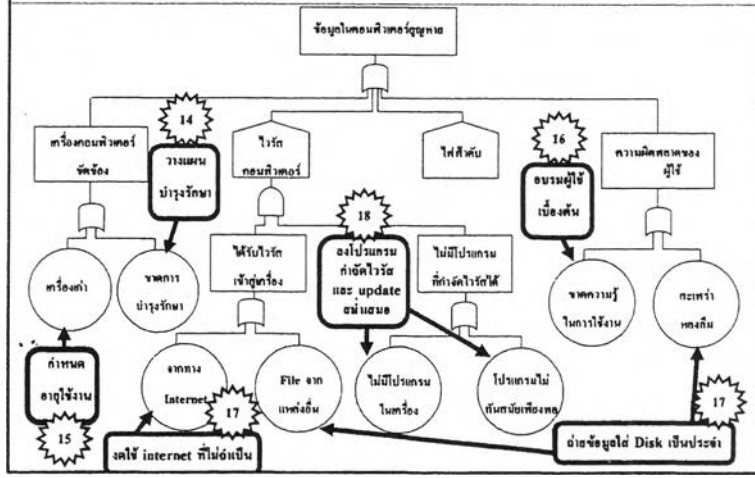 ข้อมูลในคอมพิวเตอร์สูญหาย
14
เครื่องคอมพิวเตอร์
ขัดข้อง
วางแผน
บำรุงรักษา
ไวรัส
คอมพิวเตอร์
ไฟฟ้าดับ
16
อบรมผู้ใช้
เบื้องต้น
ความผิดพลาดของ
ผู้ใช้
18
ได้รับไวรัส
เข้าสู่เครื่อง
ลงโปรแกรม
กำจัดไวรัส
และ update
สม่ำเสมอ
ไม่มีโปรแกรม
ที่กำจัดไวรัสได้
เครื่องเก่า
ขาดการ
บำรุงรักษา
ขาดความรู้
ในการใช้งาน
สะเพร่า
หลงลืม
กำหนด
อายุใช้งาน
15
จากทาง
Internet
File จาก
แหล่งอื่น
ไม่มีโปรแกรม
ในเครื่อง
โปรแกรมไม่
ทันสมัยเพียงพอ
17
งดใช้ internet ที่ไม่จำเป็น
17
ถ่ายข้อมูลใส่ Disk เป็นประจำ